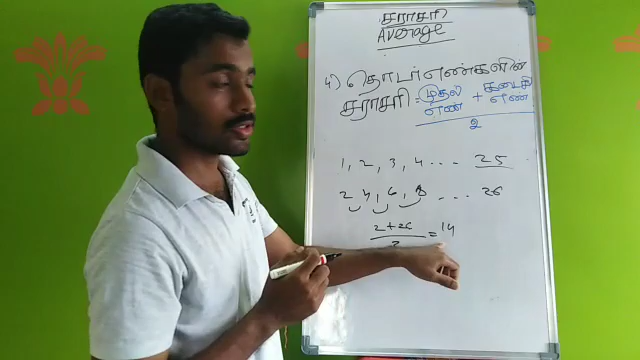 சராசரி
Average
4) தொடர் எண்களின்
சராசரி = முதல் எண் + கடைசி எண்
2
1, 2, 3, 4 ... 25
2 4, 6, 8 ... 26
2+26
2 = 14